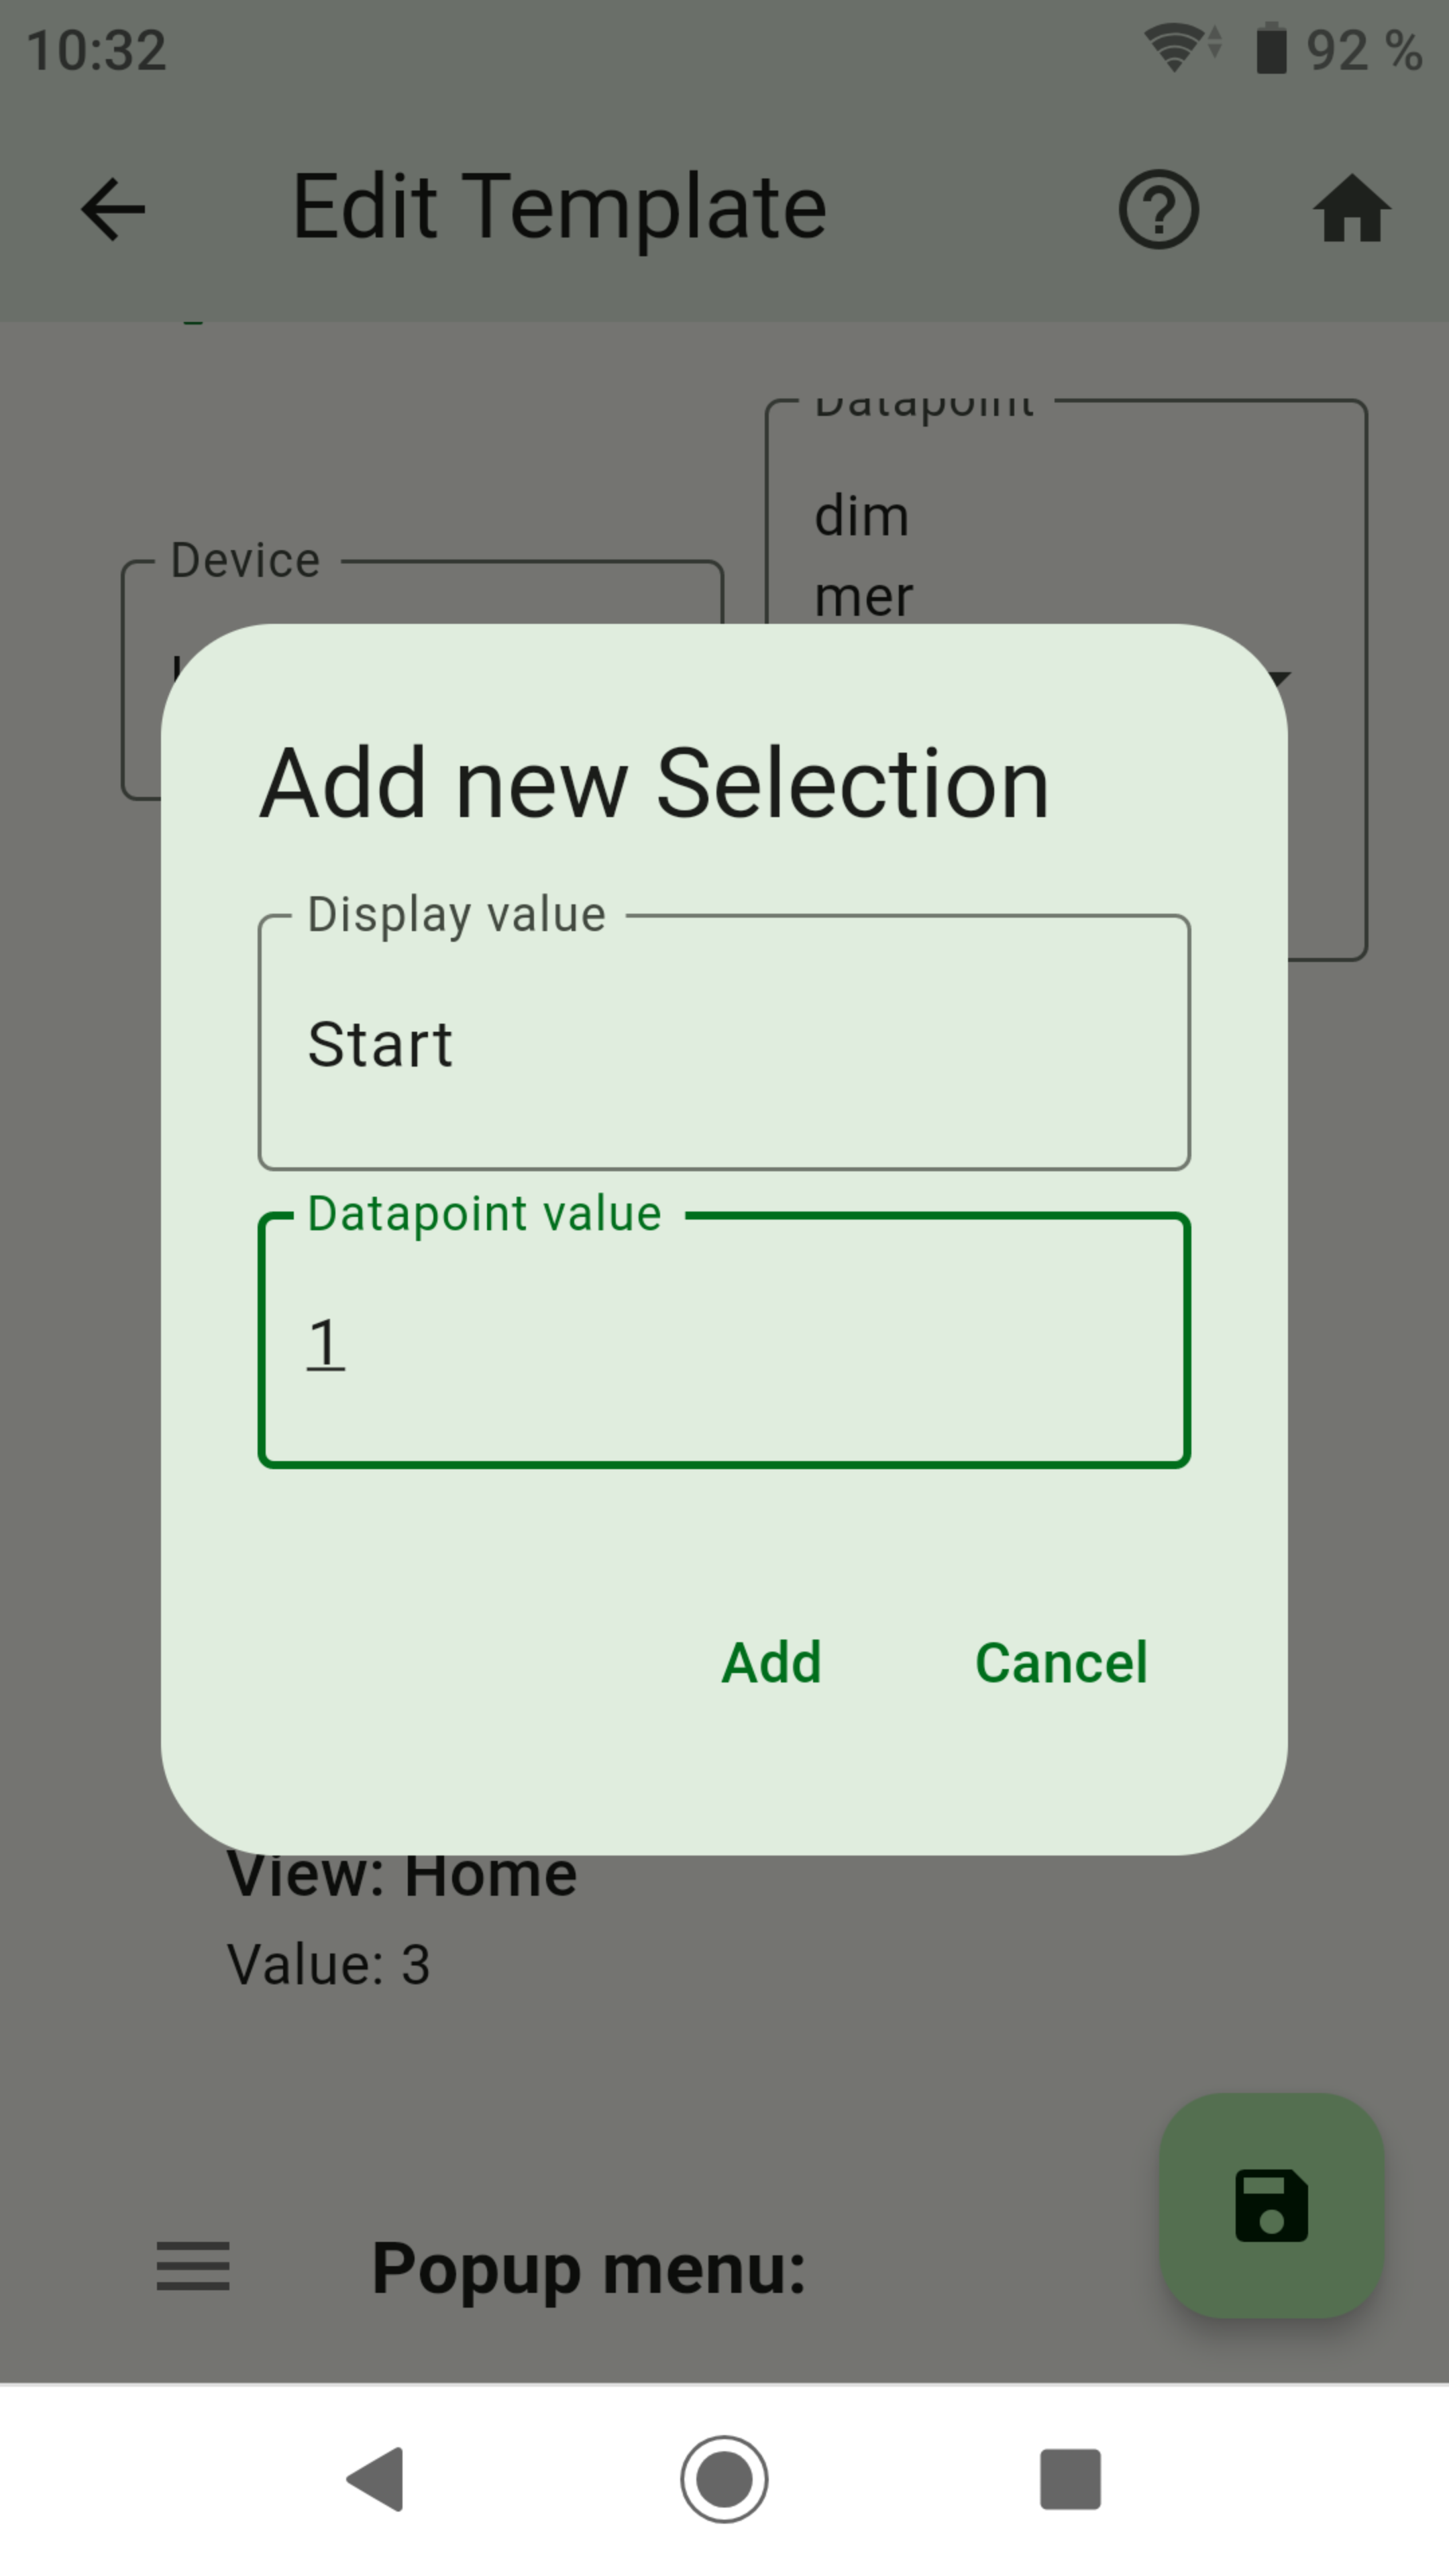 10:32
92 %
Edit Template
Datapoint
dim
mer
Device
Add new Selection
Display value
Start
Datapoint value
1
Add
Cancel
View: Home
Value: 3
Popup menu: